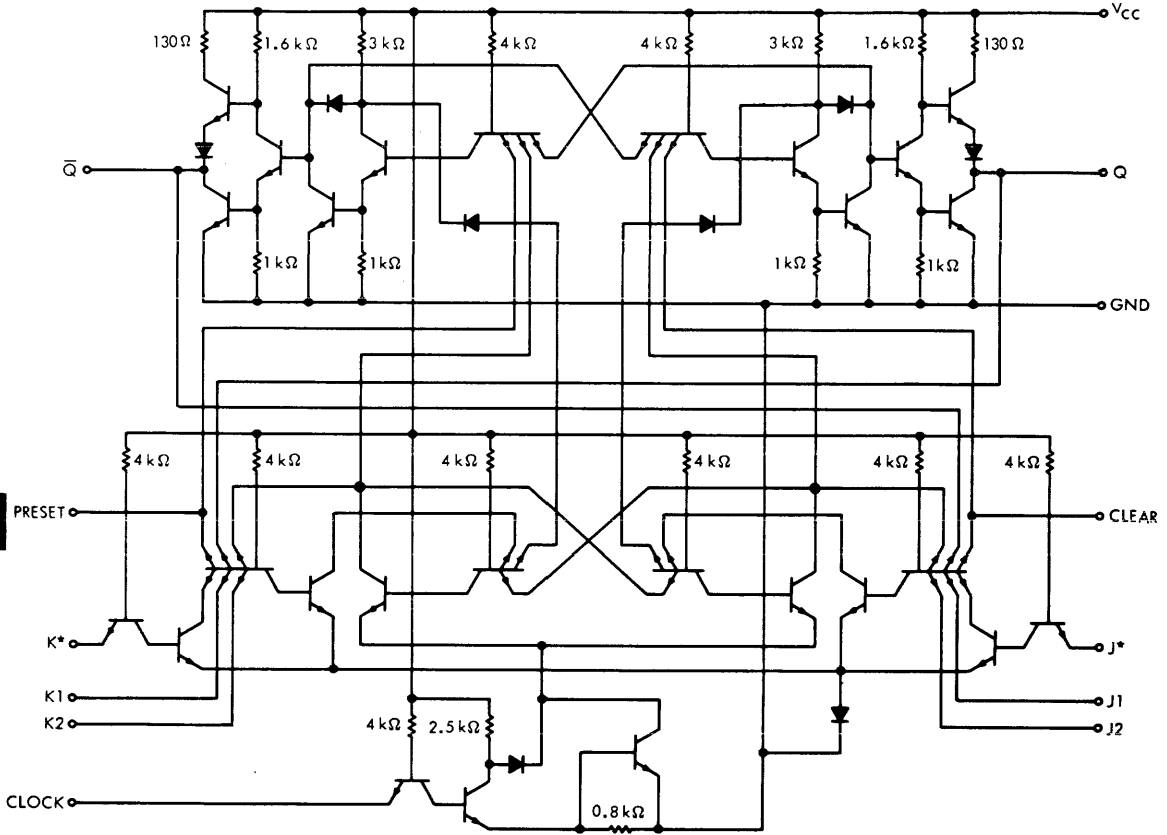 VCC
130Ω 1.6kΩ 3kΩ 4kΩ 4kΩ 3kΩ 1.6kΩ 130Ω
Q̅ Q
1kΩ 1kΩ 1kΩ 1kΩ
GND
4kΩ 4kΩ 4kΩ 4kΩ 4kΩ 4kΩ
PRESET CLEAR
K* J*
K1 J1
K2 4kΩ 2.5kΩ J2
CLOCK 0.8kΩ